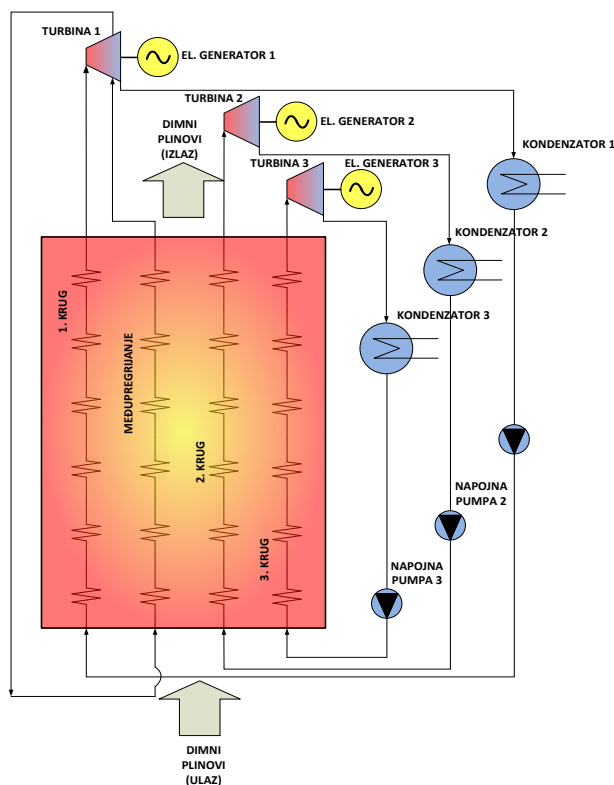 TURBINA 1
EL. GENERATOR 1
DIMNI
PLINOVI
(IZLAZ)
TURBINA 2
EL. GENERATOR 2
TURBINA 3
EL. GENERATOR 3
KONDENZATOR 1
KONDENZATOR 2
KONDENZATOR 3
1. KRUG
MEĐUPREGRIJANJE
2. KRUG
3. KRUG
NAPOJNA
PUMPA 2
NAPOJNA
PUMPA 3
DIMNI
PLINOVI
(ULAZ)